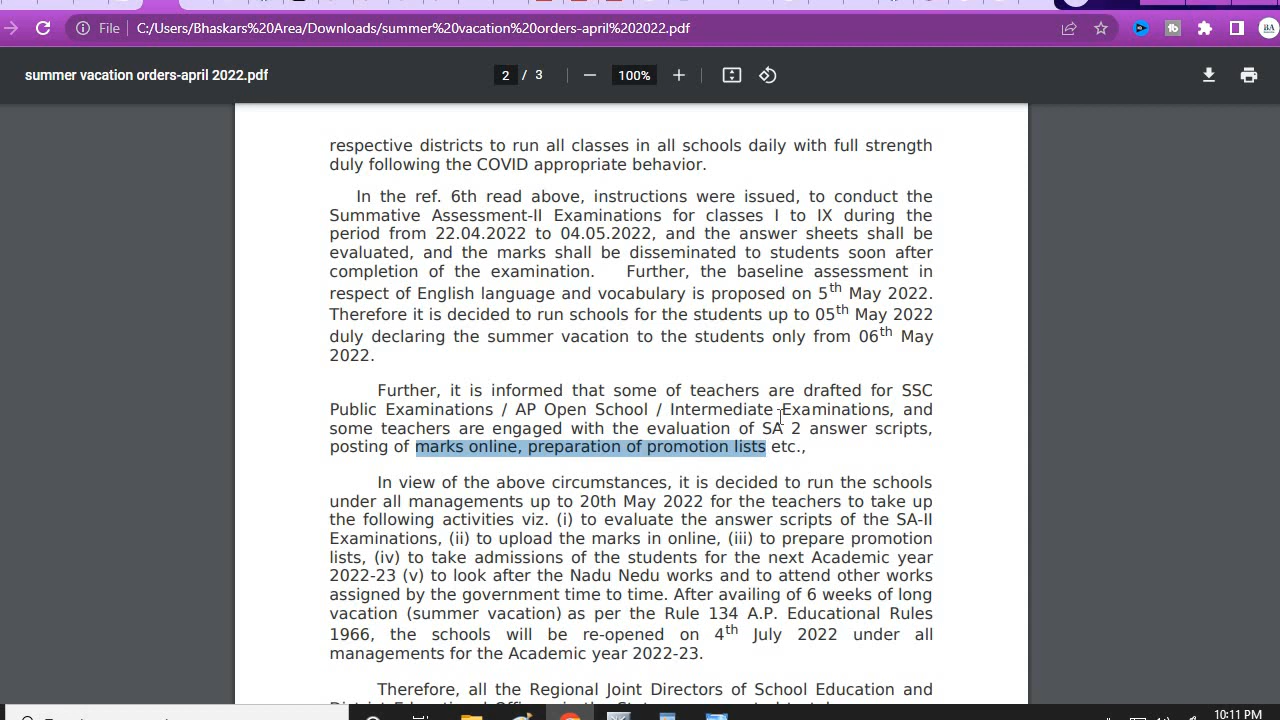 File
C:/Users/Bhaskars%20Area/Downloads/summer%20vacation%20orders-april%202022.pdf
BA
summer vacation orders-april 2022.pdf
2 / 3
100%
respective districts to run all classes in all schools daily with full strength
duly following the COVID appropriate behavior.
In the ref. 6th read above, instructions were issued, to conduct the
Summative Assessment-II Examinations for classes I to IX during the
period from 22.04.2022 to 04.05.2022, and the answer sheets shall be
evaluated, and the marks shall be disseminated to students soon after
completion of the examination. Further, the baseline assessment in
respect of English language and vocabulary is proposed on 5th May 2022.
Therefore it is decided to run schools for the students up to 05th May 2022
duly declaring the summer vacation to the students only from 06th May
2022.
Further, it is informed that some of teachers are drafted for SSC
Public Examinations / AP Open School / Intermediate Examinations, and
some teachers are engaged with the evaluation of SA 2 answer scripts,
posting of marks online, preparation of promotion lists etc.,
In view of the above circumstances, it is decided to run the schools
under all managements up to 20th May 2022 for the teachers to take up
the following activities viz. (i) to evaluate the answer scripts of the SA-II
Examinations, (ii) to upload the marks in online, (iii) to prepare promotion
lists, (iv) to take admissions of the students for the next Academic year
2022-23 (v) to look after the Nadu Nedu works and to attend other works
assigned by the government time to time. After availing of 6 weeks of long
vacation (summer vacation) as per the Rule 134 A.P. Educational Rules
1966, the schools will be re-opened on 4th July 2022 under all
managements for the Academic year 2022-23.
Therefore, all the Regional Joint Directors of School Education and
10:11 PM